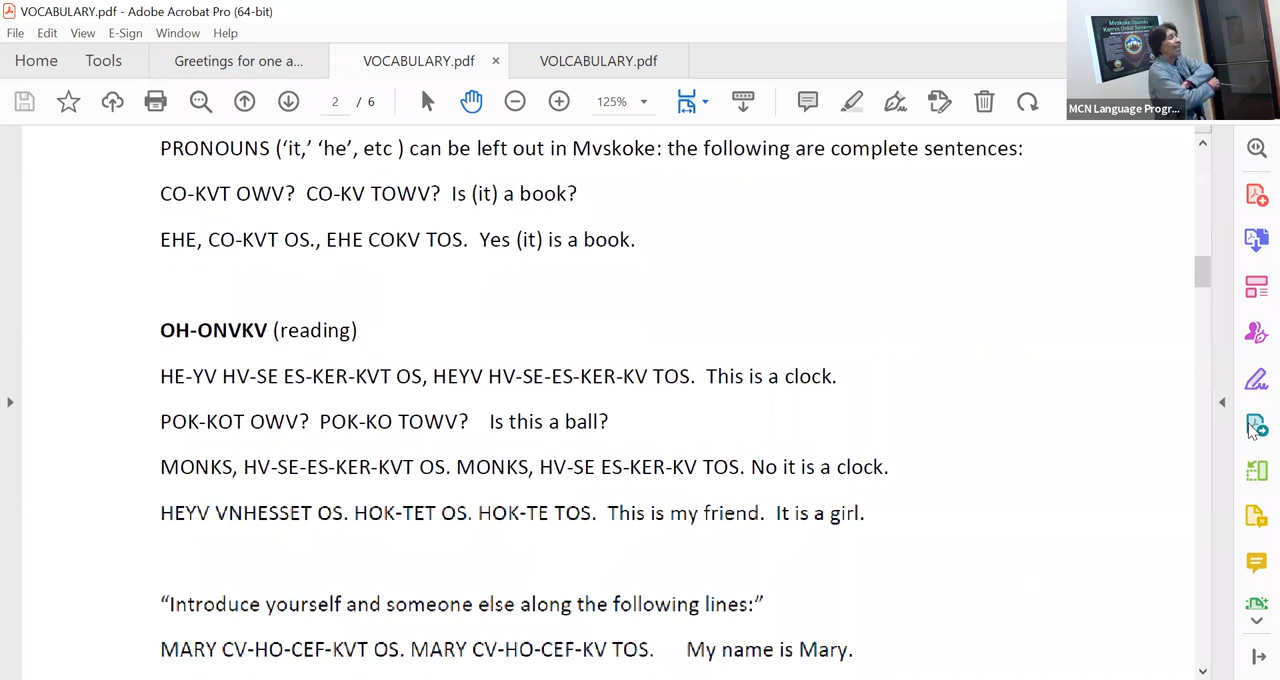 VOCABULARY.pdf - Adobe Acrobat Pro (64-bit)
File Edit View E-Sign Window Help
Home Tools Greetings for one a... VOCABULARY.pdf × VOLCABULARY.pdf
2 / 6 125%
MCN Language Progr...
PRONOUNS (‘it,’ ‘he’, etc ) can be left out in Mvskoke: the following are complete sentences:
CO-KVT OWV? CO-KV TOWV? Is (it) a book?
EHE, CO-KVT OS., EHE COKV TOS. Yes (it) is a book.
OH-ONVKV (reading)
HE-YV HV-SE ES-KER-KVT OS, HEYV HV-SE-ES-KER-KV TOS. This is a clock.
POK-KOT OWV? POK-KO TOWV? Is this a ball?
MONKS, HV-SE-ES-KER-KVT OS. MONKS, HV-SE ES-KER-KV TOS. No it is a clock.
HEYV VNHESSET OS. HOK-TET OS. HOK-TE TOS. This is my friend. It is a girl.
“Introduce yourself and someone else along the following lines:”
MARY CV-HO-CEF-KVT OS. MARY CV-HO-CEF-KV TOS. My name is Mary.